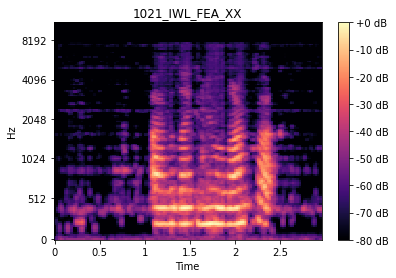 1021_IWL_FEA_XX
+0 dB
8192
-10 dB
4096
-20 dB
-30 dB
2048
Hz
-40 dB
1024
-50 dB
512
-60 dB
-70 dB
0
-80 dB
0 0.5 1 1.5 2 2.5
Time